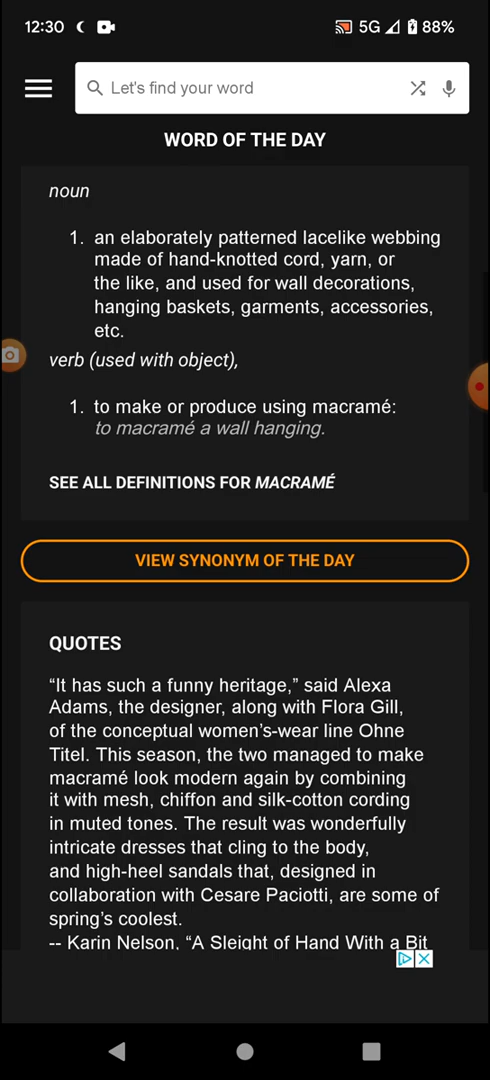 12:30 5G 88%
Let's find your word
WORD OF THE DAY
noun
1. an elaborately patterned lacelike webbing
made of hand-knotted cord, yarn, or
the like, and used for wall decorations,
hanging baskets, garments, accessories,
etc.
verb (used with object),
1. to make or produce using macramé:
to macramé a wall hanging.
SEE ALL DEFINITIONS FOR MACRAMÉ
VIEW SYNONYM OF THE DAY
QUOTES
“It has such a funny heritage,” said Alexa
Adams, the designer, along with Flora Gill,
of the conceptual women’s-wear line Ohne
Titel. This season, the two managed to make
macramé look modern again by combining
it with mesh, chiffon and silk-cotton cording
in muted tones. The result was wonderfully
intricate dresses that cling to the body,
and high-heel sandals that, designed in
collaboration with Cesare Paciotti, are some of
spring’s coolest.
-- Karin Nelson, “A Sleight of Hand With a Bit